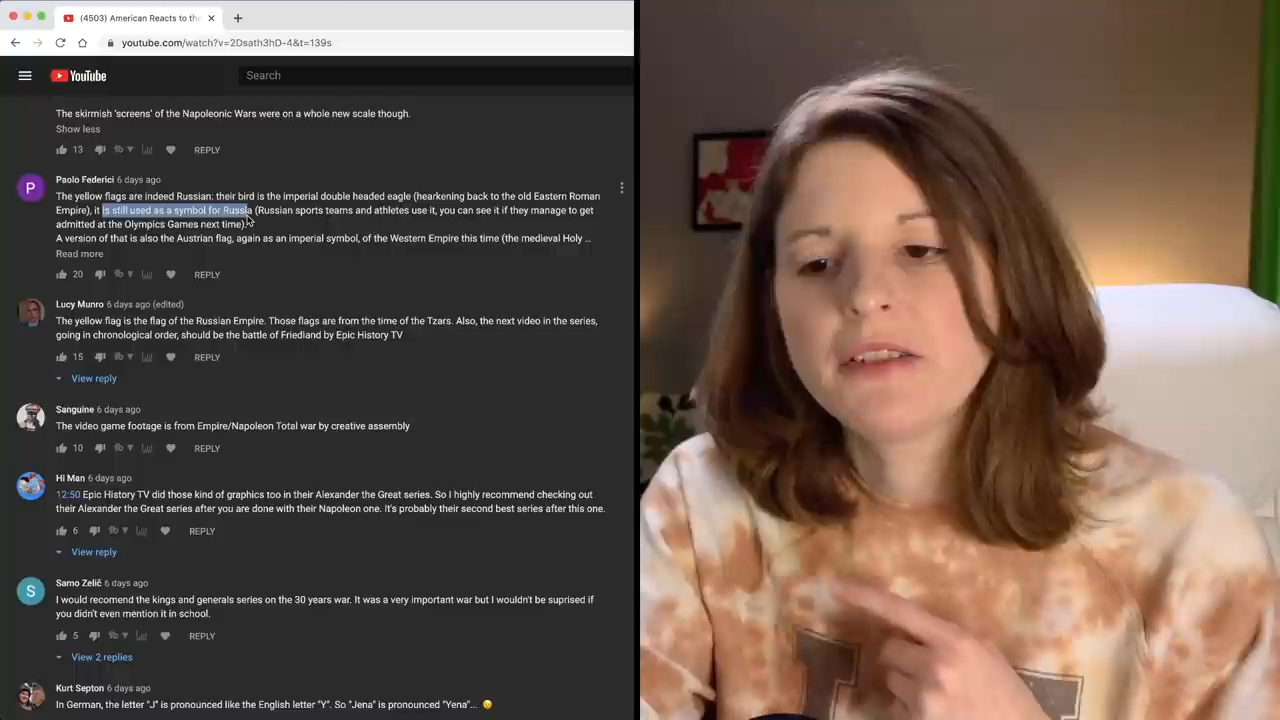 (4503) American Reacts to the
youtube.com/watch?v=2Dsath3hD-4&t=139s
YouTube
Search
The skirmish 'screens' of the Napoleonic Wars were on a whole new scale though.
Show less
13 REPLY
P
Paolo Federici 6 days ago
The yellow flags are indeed Russian: their bird is the imperial double headed eagle (hearkening back to the old Eastern Roman
Empire), it is still used as a symbol for Russia (Russian sports teams and athletes use it, you can see it if they manage to get
admitted at the Olympics Games next time).
A version of that is also the Austrian flag, again as an imperial symbol, of the Western Empire this time (the medieval Holy ...
Read more
20 REPLY
Lucy Munro 6 days ago (edited)
The yellow flag is the flag of the Russian Empire. Those flags are from the time of the Tzars. Also, the next video in the series,
going in chronological order, should be the battle of Friedland by Epic History TV
15 REPLY
View reply
Sanguine 6 days ago
The video game footage is from Empire/Napoleon Total war by creative assembly
10 REPLY
Hi Man 6 days ago
12:50 Epic History TV did those kind of graphics too in their Alexander the Great series. So I highly recommend checking out
their Alexander the Great series after you are done with their Napoleon one. It's probably their second best series after this one.
6 REPLY
View reply
S
Samo Zelič 6 days ago
I would recomend the kings and generals series on the 30 years war. It was a very important war but I wouldn't be suprised if
you didn't even mention it in school.
5 REPLY
View 2 replies
Kurt Septon 6 days ago
In German, the letter "J" is pronounced like the English letter "Y". So "Jena" is pronounced "Yena"... 😉